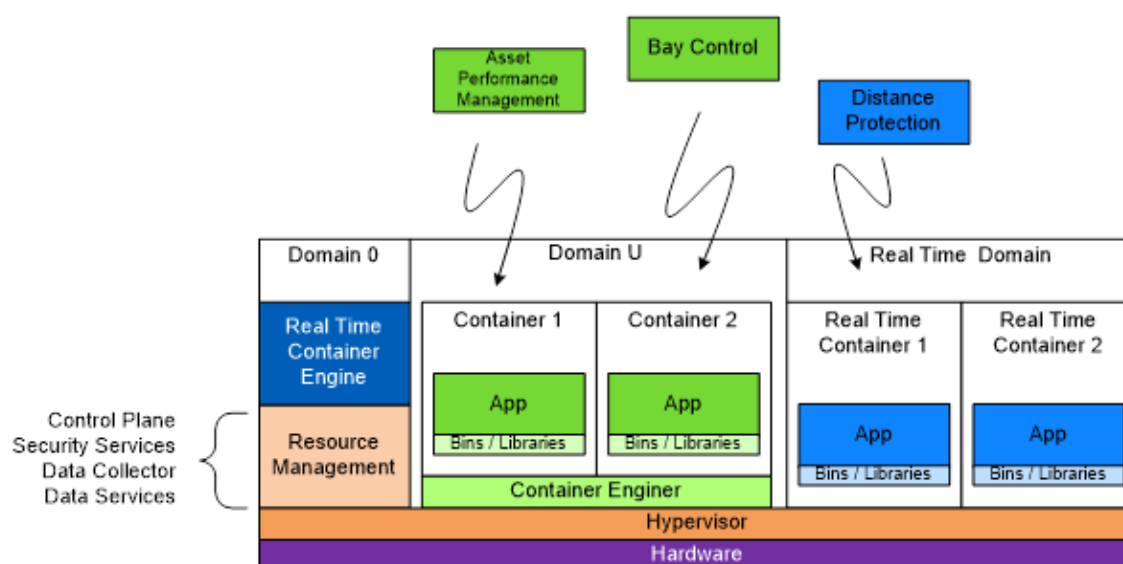 Asset
Performance
Management
Bay Control
Distance
Protection
Domain 0
Domain U
Real Time Domain
Real Time
Container
Engine
Container 1
Container 2
Real Time
Container 1
Real Time
Container 2
Control Plane
Security Services
Data Collector
Data Services
Resource
Management
App
Bins / Libraries
App
Bins / Libraries
App
Bins / Libraries
App
Bins / Libraries
Container Enginer
Hypervisor
Hardware